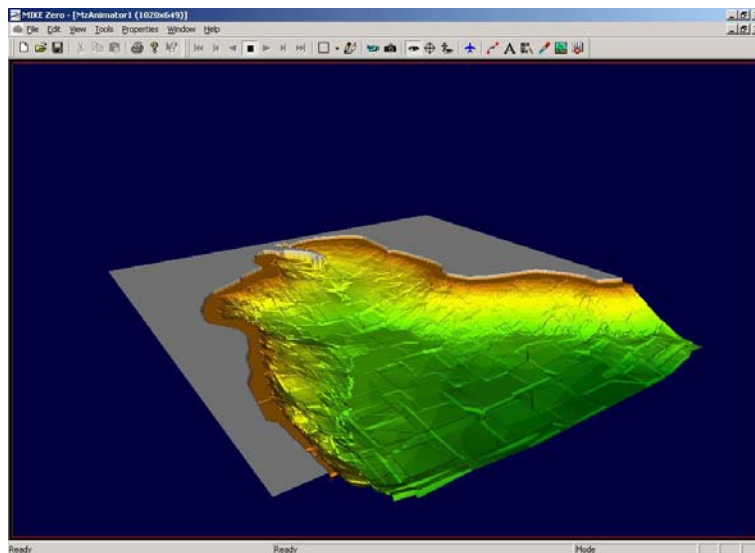 MIKE Zero - [MzAnimator1 (1020x649)]
File Edit View Tools Properties Window Help
A
Ready Ready Mode